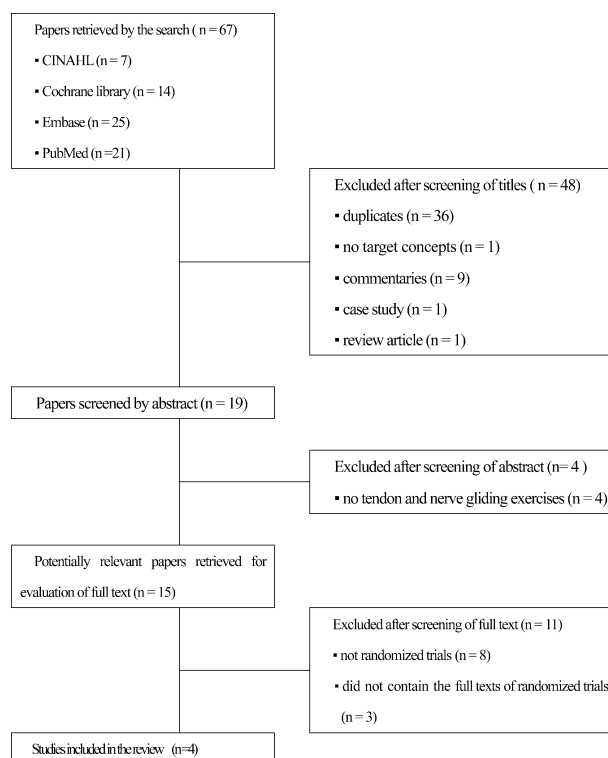 Papers retrieved by the search ( n = 67)
▪ CINAHL (n = 7)
▪ Cochrane library (n = 14)
▪ Embase (n = 25)
▪ PubMed (n =21)
Excluded after screening of titles ( n = 48)
▪ duplicates (n = 36)
▪ no target concepts (n = 1)
▪ commentaries (n = 9)
▪ case study (n = 1)
▪ review article (n = 1)
Papers screened by abstract (n = 19)
Excluded after screening of abstract (n= 4 )
▪ no tendon and nerve gliding exercises (n = 4)
Potentially relevant papers retrieved for
evaluation of full text (n = 15)
Excluded after screening of full text (n = 11)
▪ not randomized trials (n = 8)
▪ did not contain the full texts of randomized trials
(n = 3)
Studies included in the review (n=4)